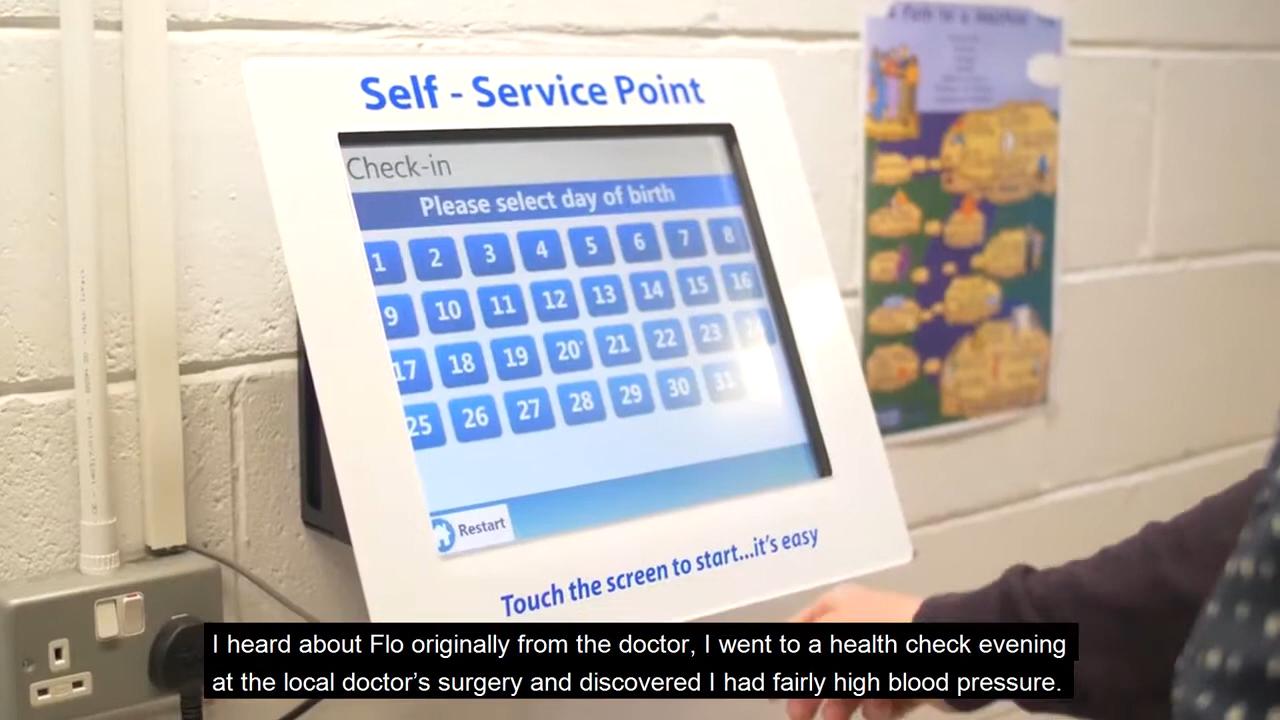 Self - Service Point
Check-in
Please select day of birth
1 2 3 4 5 6 7 8
9 10 11 12 13 14 15 16
17 18 19 20 21 22 23 24
25 26 27 28 29 30 31
Restart
Touch the screen to start...it's easy
I heard about Flo originally from the doctor, I went to a health check evening
at the local doctor’s surgery and discovered I had fairly high blood pressure.